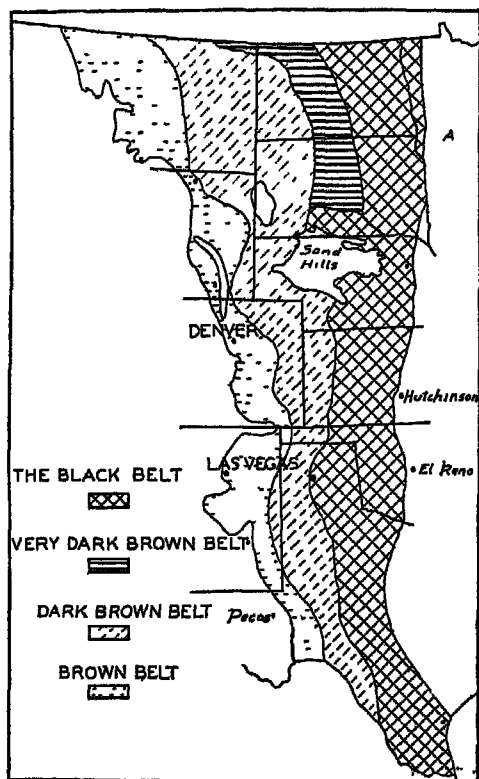 A
Sand
Hills
DENVER
Hutchinson
LAS VEGAS
El Reno
THE BLACK BELT
VERY DARK BROWN BELT
DARK BROWN BELT
Pecos
BROWN BELT